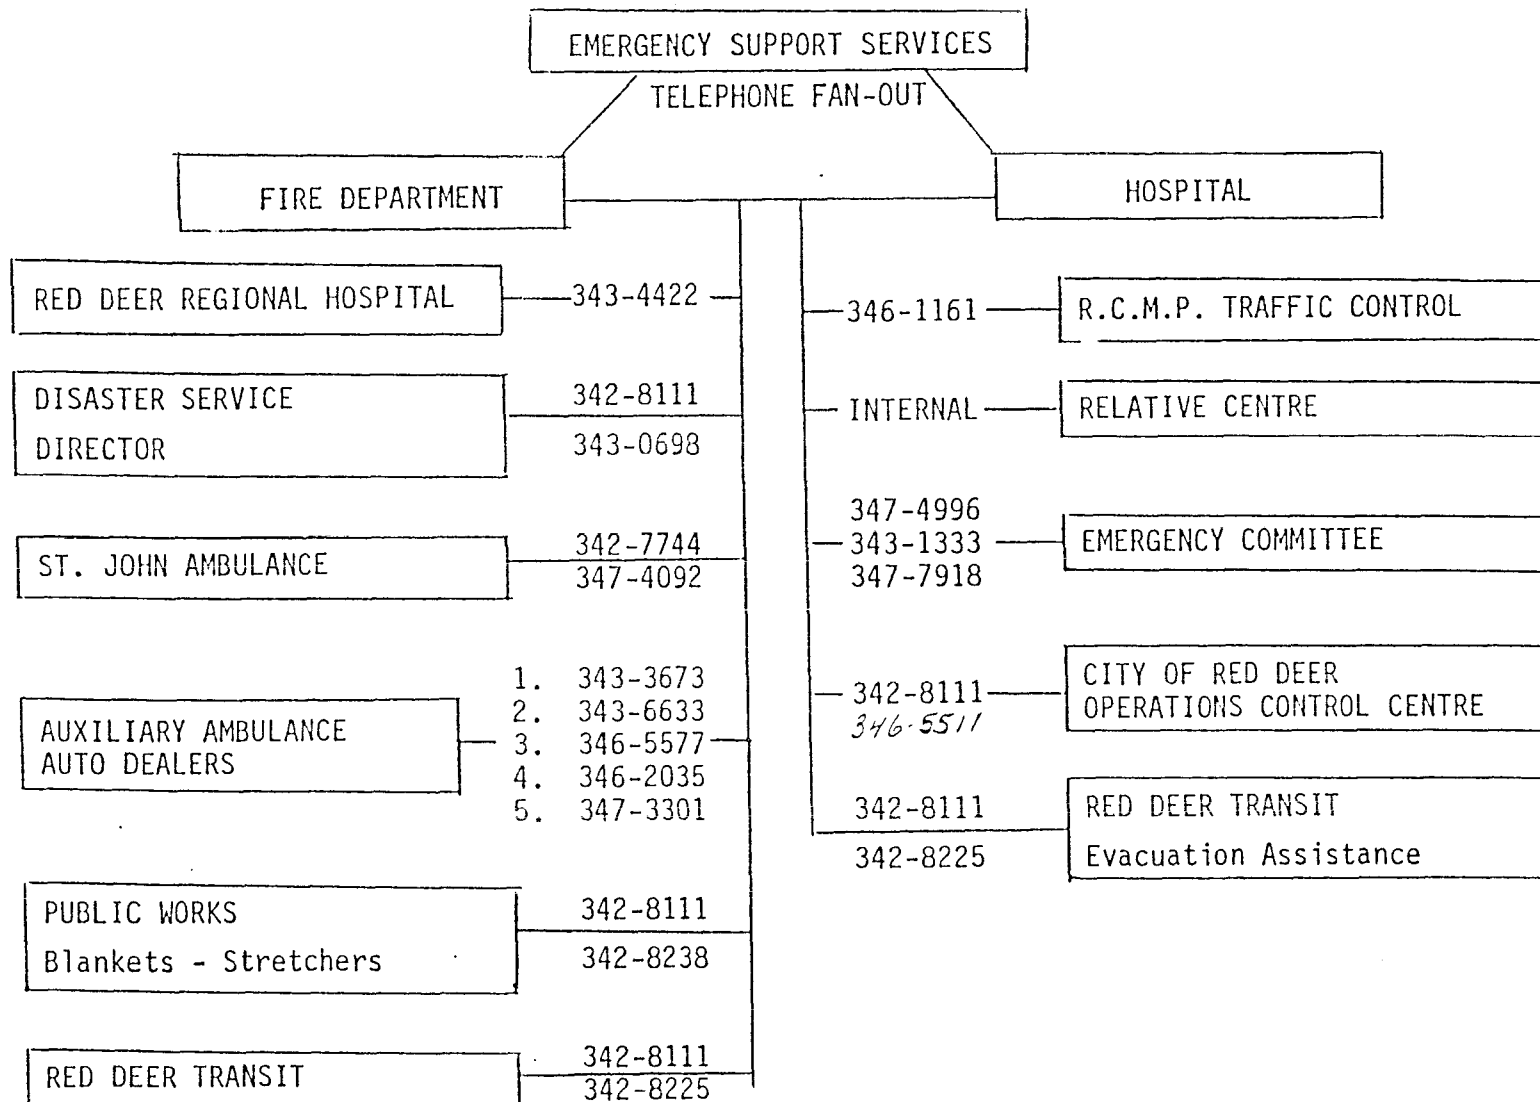 EMERGENCY SUPPORT SERVICES
TELEPHONE FAN-OUT
FIRE DEPARTMENT
HOSPITAL
RED DEER REGIONAL HOSPITAL
343-4422
DISASTER SERVICE
DIRECTOR
342-8111
343-0698
ST. JOHN AMBULANCE
342-7744
347-4092
AUXILIARY AMBULANCE
AUTO DEALERS
1. 343-3673
2. 343-6633
3. 346-5577
4. 346-2035
5. 347-3301
PUBLIC WORKS
Blankets - Stretchers
342-8111
342-8238
RED DEER TRANSIT
342-8111
342-8225
346-1161
R.C.M.P. TRAFFIC CONTROL
INTERNAL
RELATIVE CENTRE
347-4996
343-1333
347-7918
EMERGENCY COMMITTEE
342-8111
346-5511
CITY OF RED DEER
OPERATIONS CONTROL CENTRE
342-8111
342-8225
RED DEER TRANSIT
Evacuation Assistance